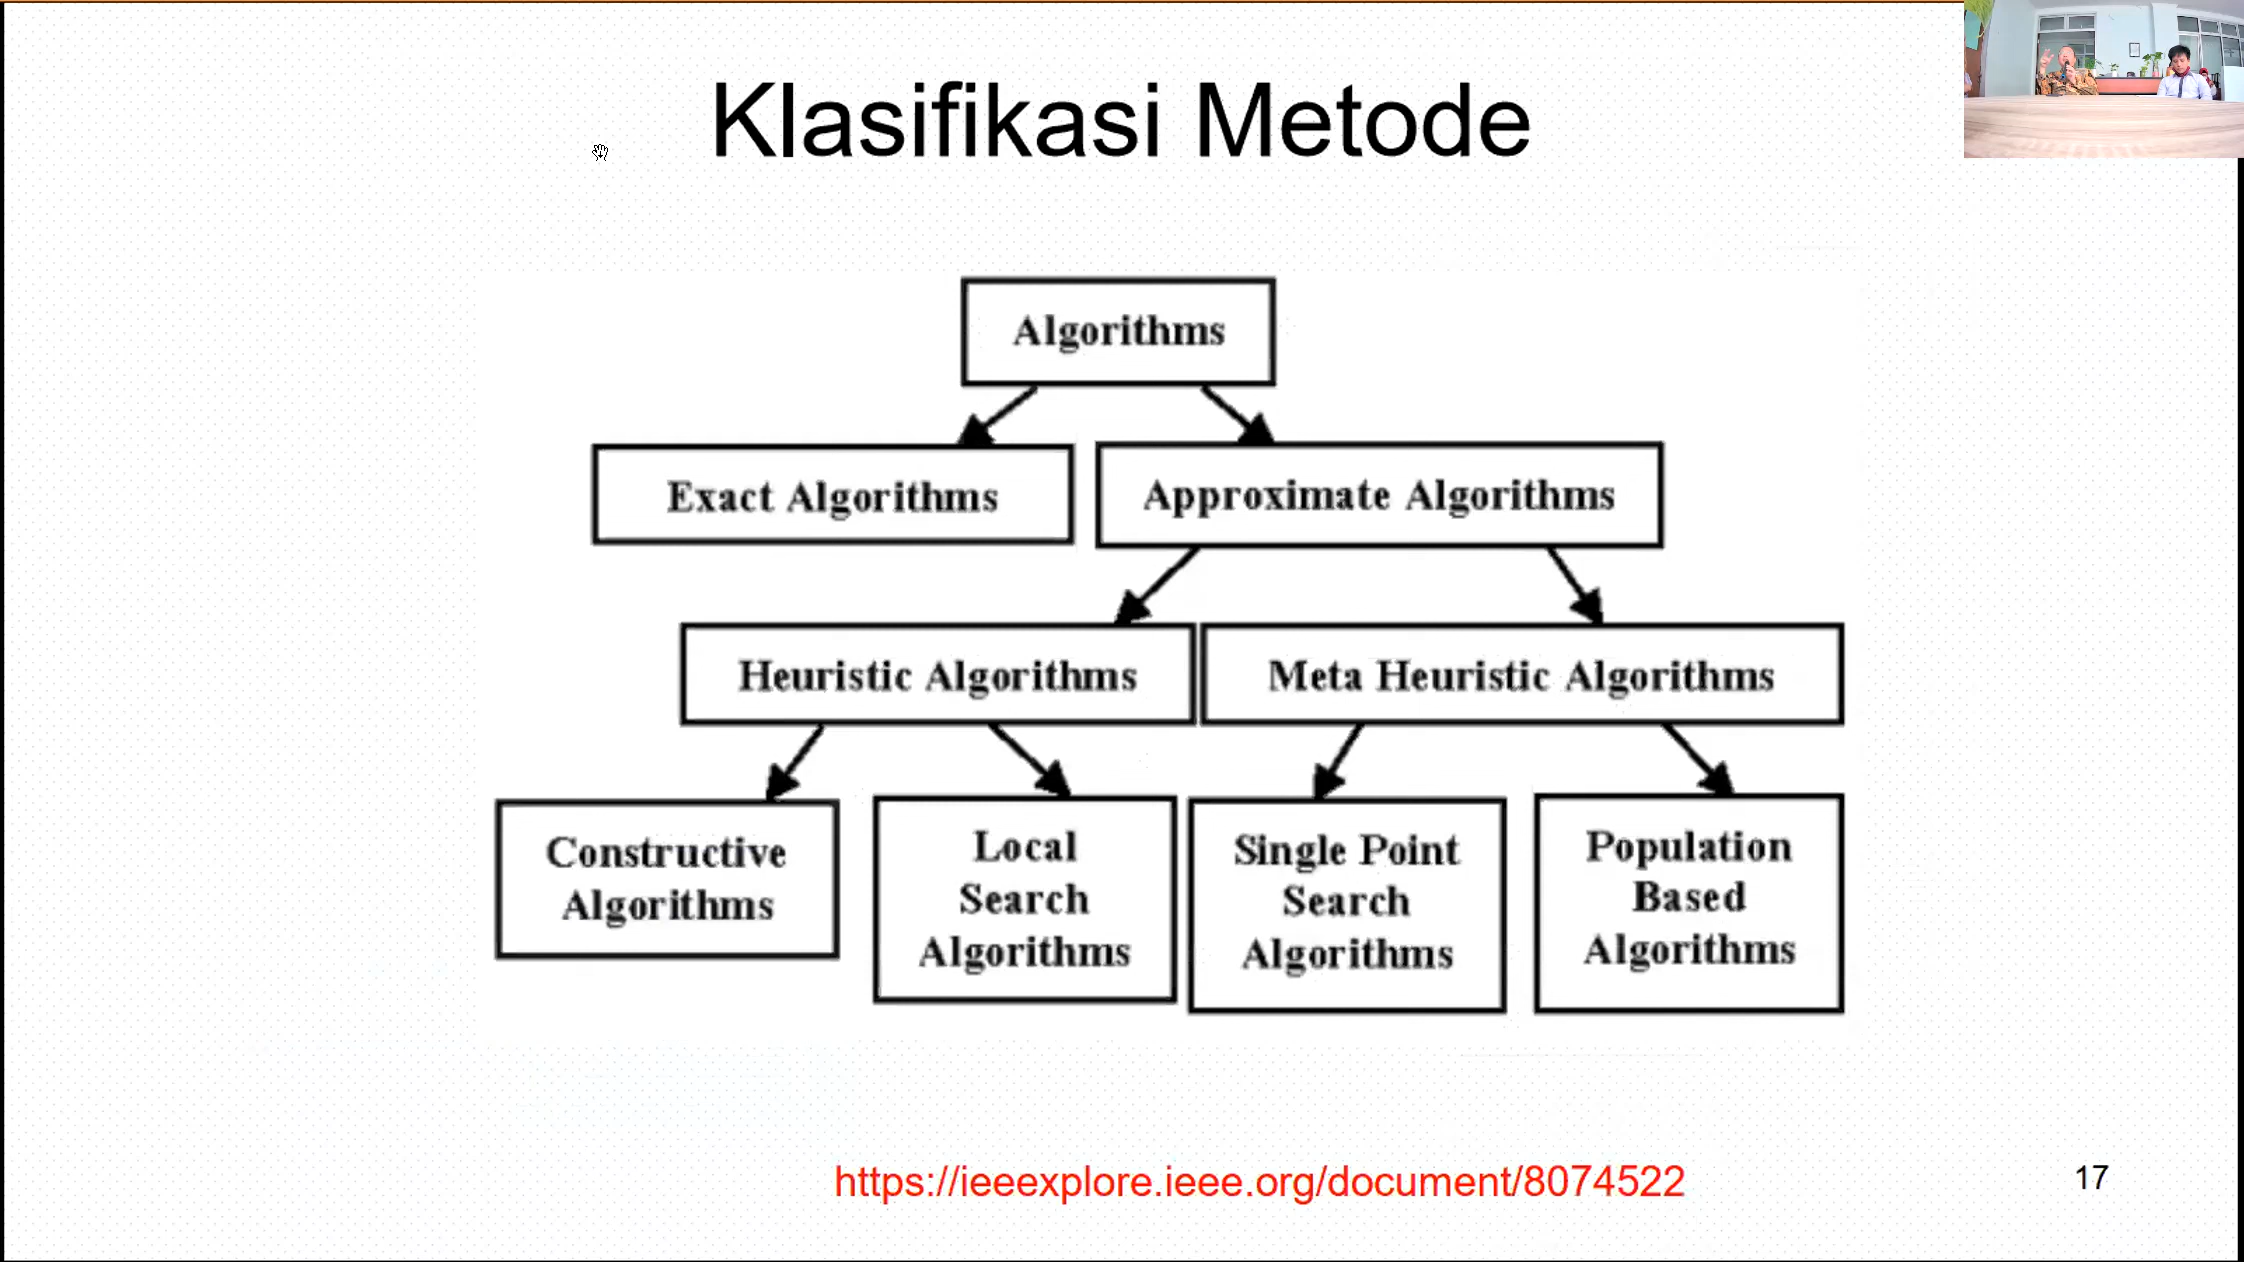 Klasifikasi Metode
Algorithms
Exact Algorithms
Approximate Algorithms
Heuristic Algorithms
Meta Heuristic Algorithms
Constructive
Algorithms
Local
Search
Algorithms
Single Point
Search
Algorithms
Population
Based
Algorithms
https://ieeexplore.ieee.org/document/8074522
17